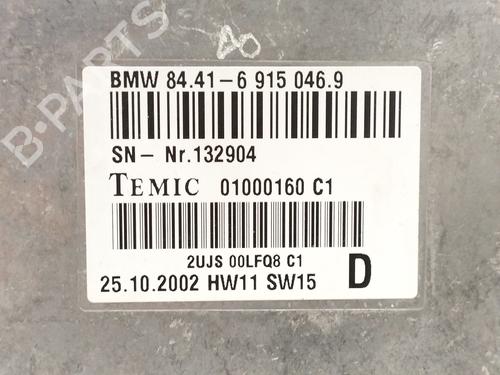 B-PARTS
BMW 84.41-6 915 046.9
SN- Nr.132904
TEMIC 01000160 C1
2UJS 00LFQ8 C1
25.10.2002 HW11 SW15 D